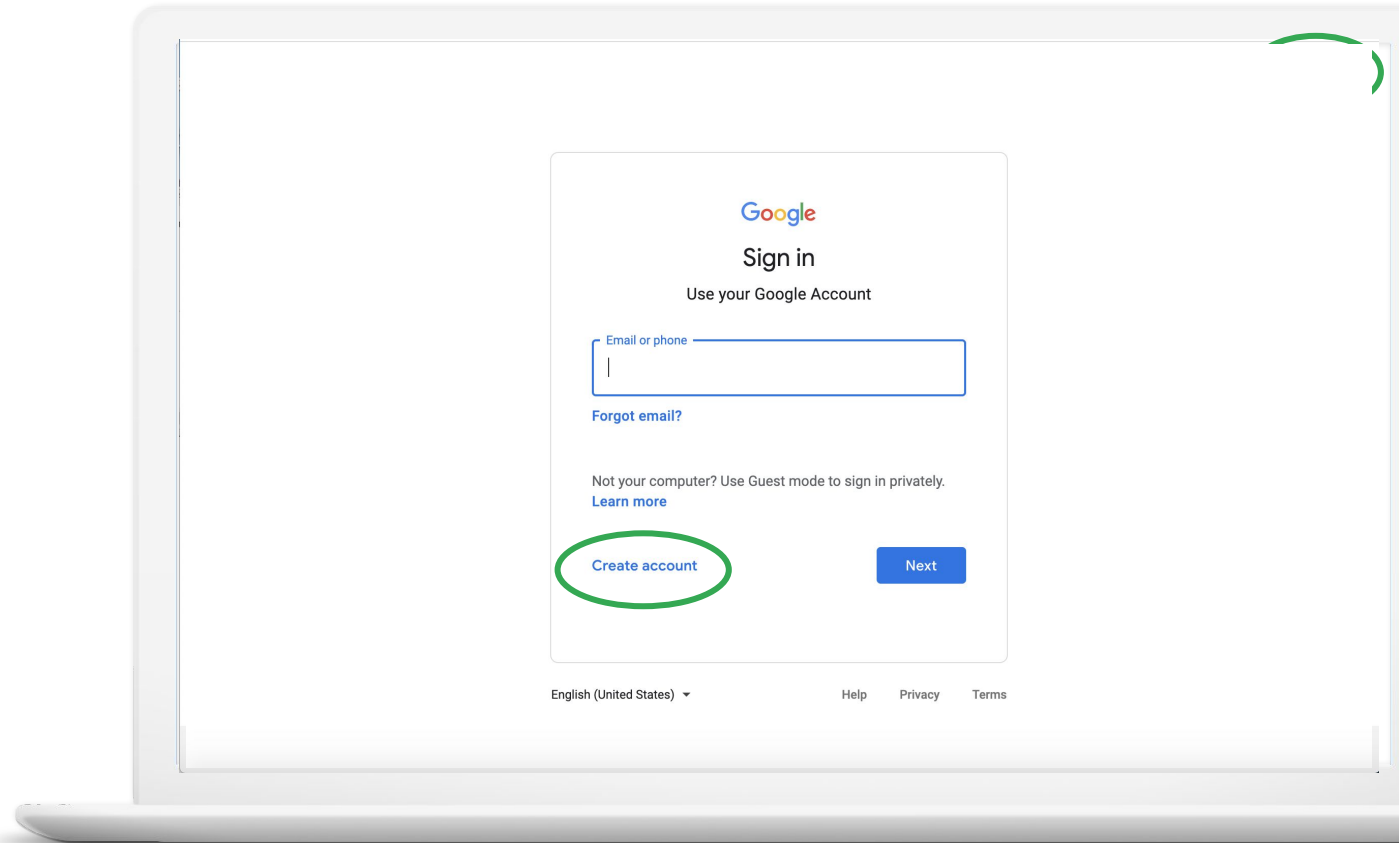 Google
Sign in
Use your Google Account
Email or phone
Forgot email?
Not your computer? Use Guest mode to sign in privately.
Learn more
Create account Next
English (United States) Help Privacy Terms